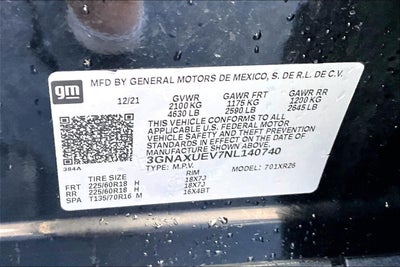 gm
MFD BY GENERAL MOTORS DE MEXICO, S. DE R.L. DE C.V.
12/21 GVWR GAWR FRT GAWR RR
2100 KG 1175 KG 1200 KG
4630 LB 2590 LB 2645 LB
THIS VEHICLE CONFORMS TO ALL APPLICABLE
U.S. FEDERAL MOTOR VEHICLE SAFETY AND THEFT PREVENTION
STANDARDS IN EFFECT ON THE DATE OF MANUFACTURE SHOWN ABOVE.
3GNAXUEV7NL140740
TYPE: M.P.V. MODEL: 701XR26
384A
TIRE SIZE RIM
FRT 225/60R18 H 18X7J
RR 225/60R18 H 18X7J
SPA T135/70R16 M 16X4BT